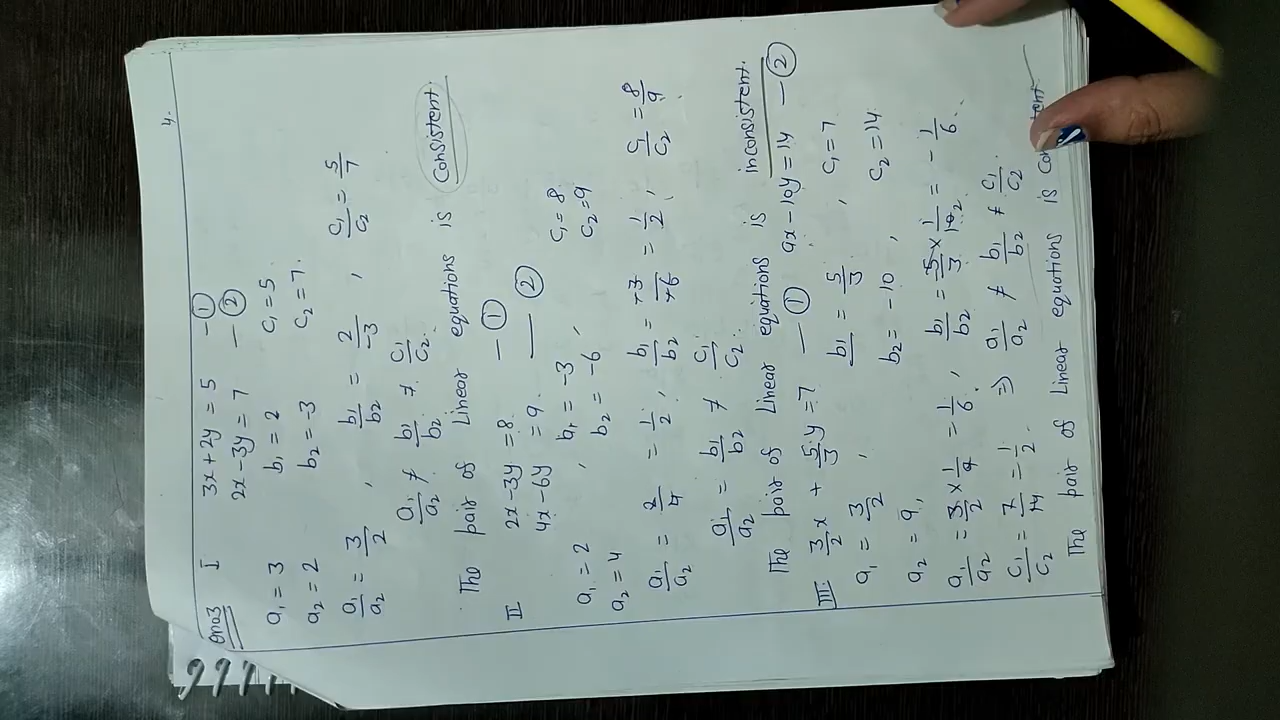 4.
Ans3 I 3x + 2y = 5 - ①
2x - 3y = 7 - ②
a₁ = 3 b₁ = 2 c₁ = 5.
a₂ = 2 b₂ = -3 c₂ = 7.
a₁/a₂ = 3/2 , b₁/b₂ = 2/-3 , c₁/c₂ = 5/7
a₁/a₂ ≠ b₁/b₂ ≠ c₁/c₂.
The pair of Linear equations is Consistent.
II 2x - 3y = 8 - ①
4x - 6y = 9. — ②
a₁ = 2 , b₁ = -3 c₁ = 8
a₂ = 4 b₂ = -6 , c₂ = 9
a₁/a₂ = 2/4 = 1/2 , b₁/b₂ = +3/+6 = 1/2 , c₁/c₂ = 8/9.
a₁/a₂ = b₁/b₂ ≠ c₁/c₂.
The pair of Linear equitions is inconsistent.
III. 3/2 x + 5/3 y = 7 - ① 9x - 10y = 14 - ②
a₁ = 3/2 , b₁ = 5/3 , c₁ = 7
a₂ = 9, b₂ = -10 , c₂ = 14
a₁/a₂ = 3/2 × 1/9 = 1/6 , b₁/b₂ = 5/3 × 1/10 2 = - 1/6.
c₁/c₂ = 7/14 = 1/2. ⇒ a₁/a₂ ≠ b₁/b₂ ≠ c₁/c₂.
The pair of Linear equations is